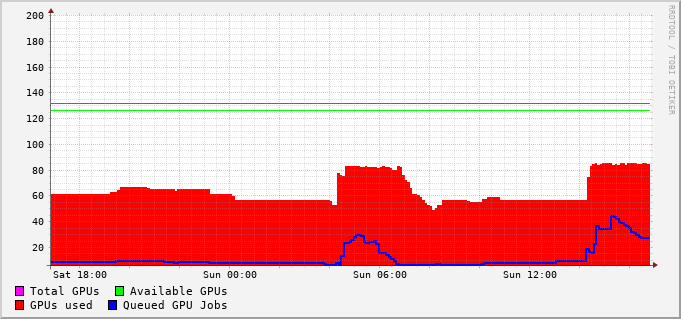 200
180
160
140
120
100
80
60
40
20
Sat 18:00 Sun 00:00 Sun 06:00 Sun 12:00
Total GPUs Available GPUs
GPUs used Queued GPU Jobs
RRDTOOL / TOBI OETIKER